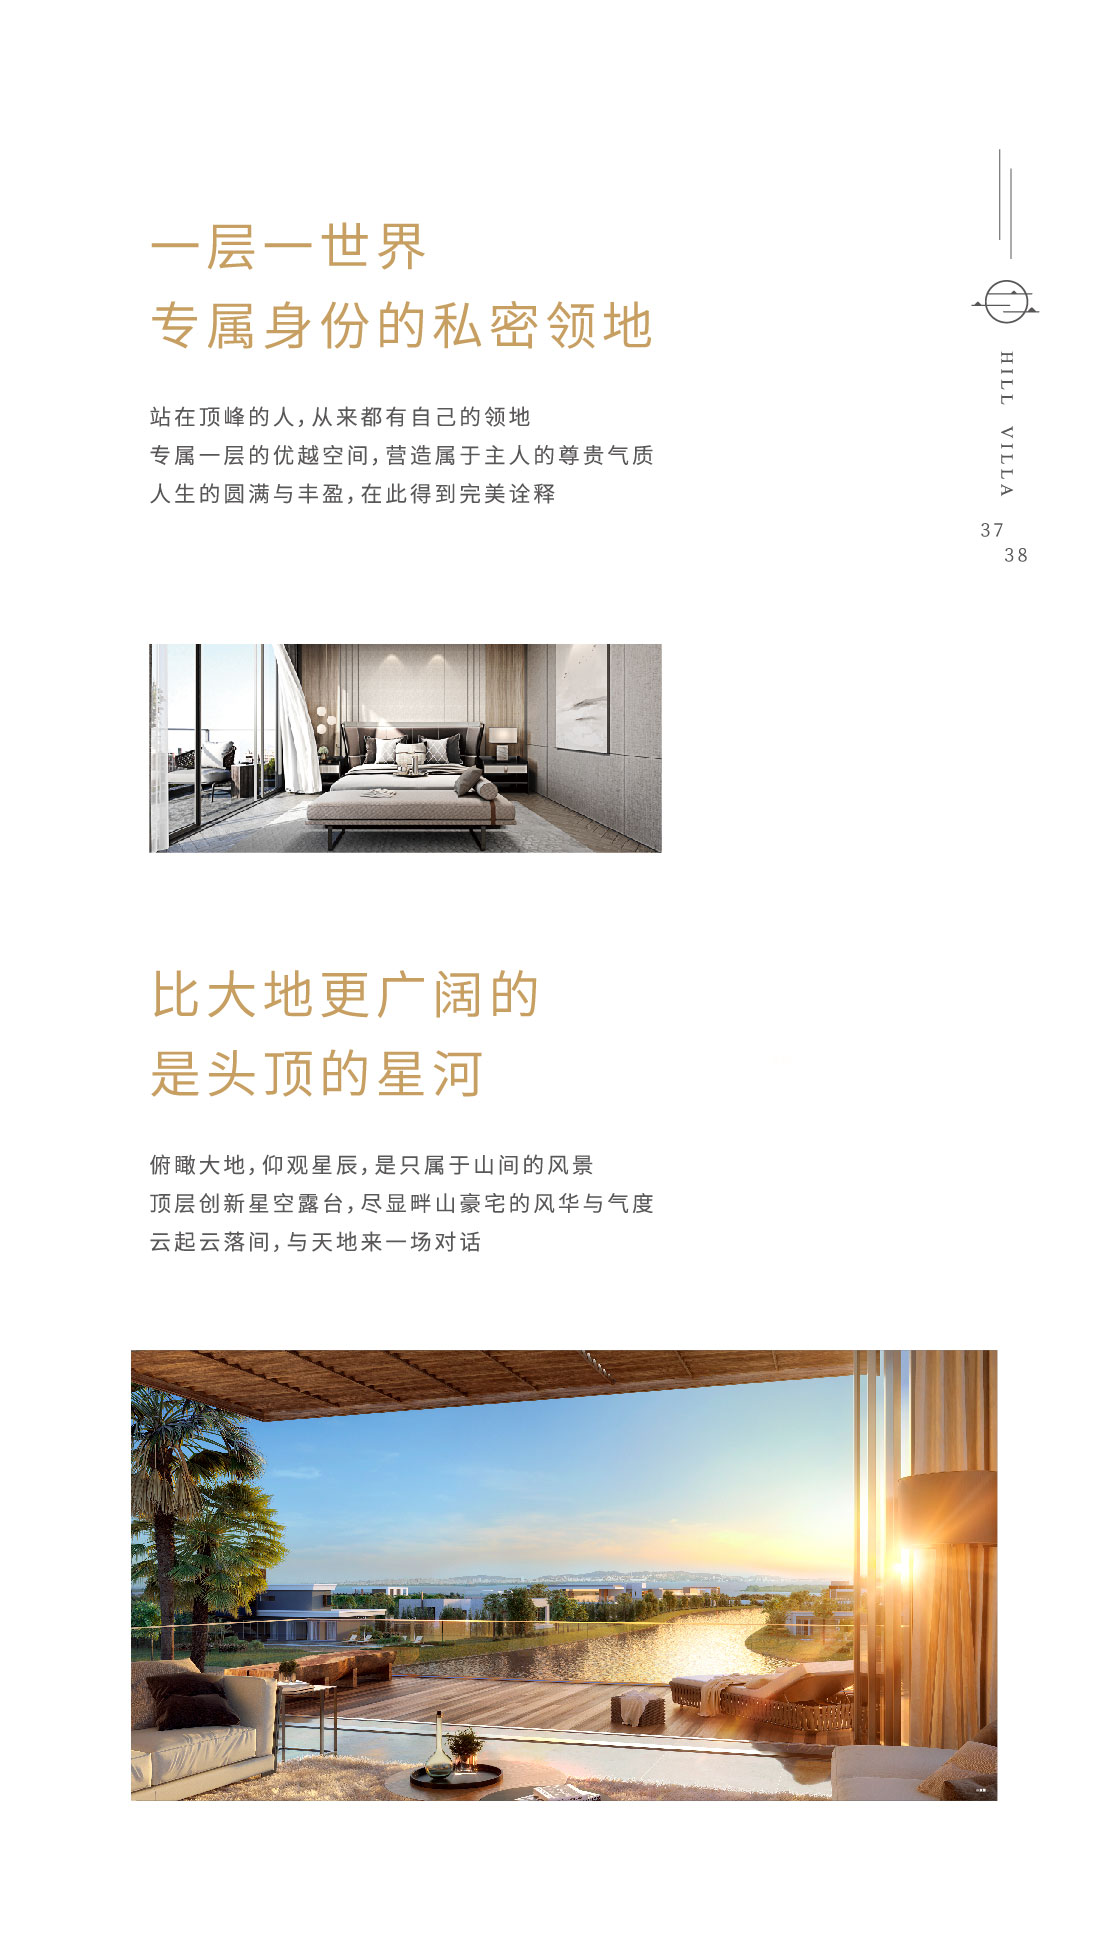 一层一世界
专属身份的私密领地
站在顶峰的人,从来都有自己的领地
专属一层的优越空间,营造属于主人的尊贵气质
人生的圆满与丰盈,在此得到完美诠释
HILL VILLA
37
38
比大地更广阔的
是头顶的星河
俯瞰大地,仰观星辰,是只属于山间的风景
顶层创新星空露台,尽显畔山豪宅的风华与气度
云起云落间,与天地来一场对话